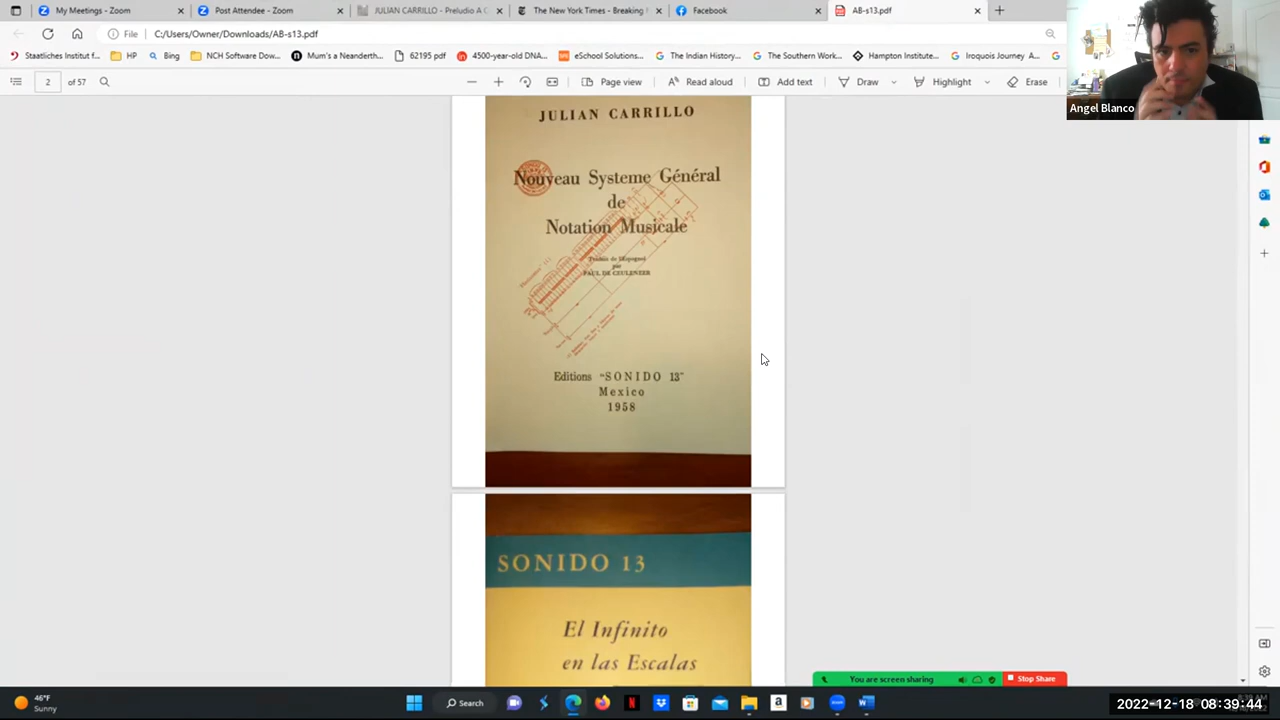 My Meetings - Zoom
Post Attendee - Zoom
JULIAN CARRILLO - Preludio A C
The New York Times - Breaking
Facebook
AB-s13.pdf
File
C:/Users/Owner/Downloads/AB-s13.pdf
Staatliches Institut f...
HP
Bing
NCH Software Dow...
Mum's a Neanderth...
62195 pdf
4500-year-old DNA...
eSchool Solutions...
The Indian History...
The Southern Work...
Hampton Institute...
Iroquois Journey A...
2 of 57
Page view
Read aloud
Add text
Draw
Highlight
Erase
Angel Blanco
JULIAN CARRILLO
Nouveau Systeme Général
de
Notation Musicale
par
PAUL DE CEULENEER
Editions "SONIDO 13"
Mexico
1958
SONIDO 13
El Infinito
en las Escalas
You are screen sharing
Stop Share
46°F
Sunny
Search
2022-12-18 08:39:44